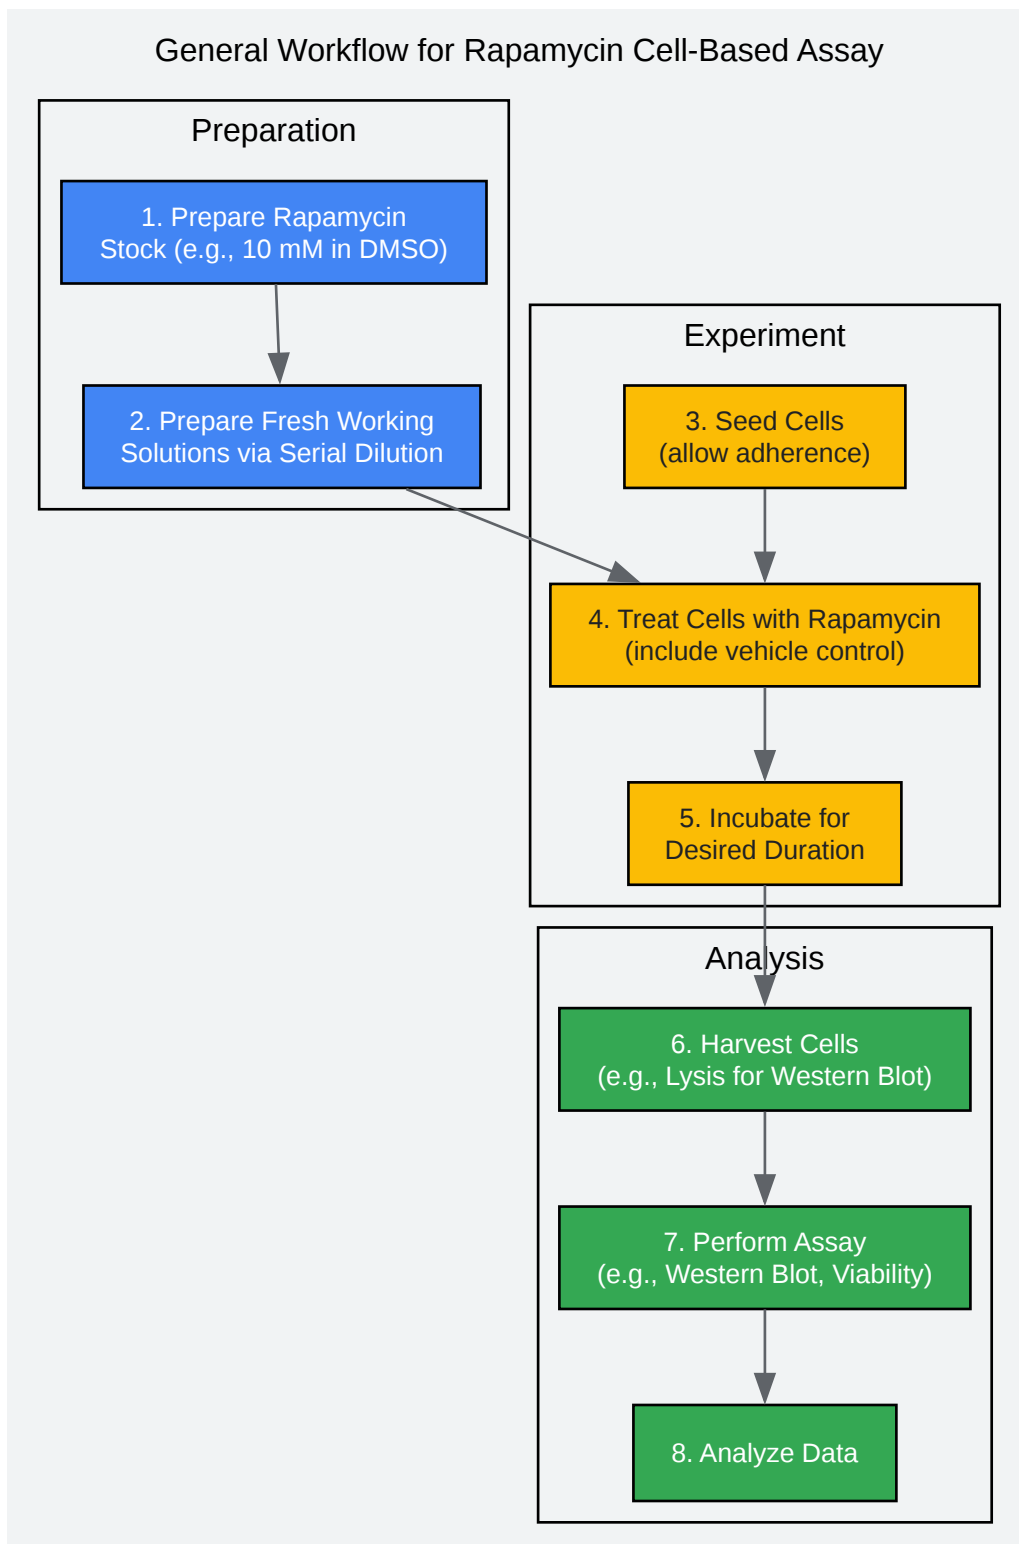 General Workflow for Rapamycin Cell-Based Assay
Preparation
1. Prepare Rapamycin
Stock (e.g., 10 mM in DMSO)
2. Prepare Fresh Working
Solutions via Serial Dilution
Experiment
3. Seed Cells
(allow adherence)
4. Treat Cells with Rapamycin
(include vehicle control)
5. Incubate for
Desired Duration
Analysis
6. Harvest Cells
(e.g., Lysis for Western Blot)
7. Perform Assay
(e.g., Western Blot, Viability)
8. Analyze Data